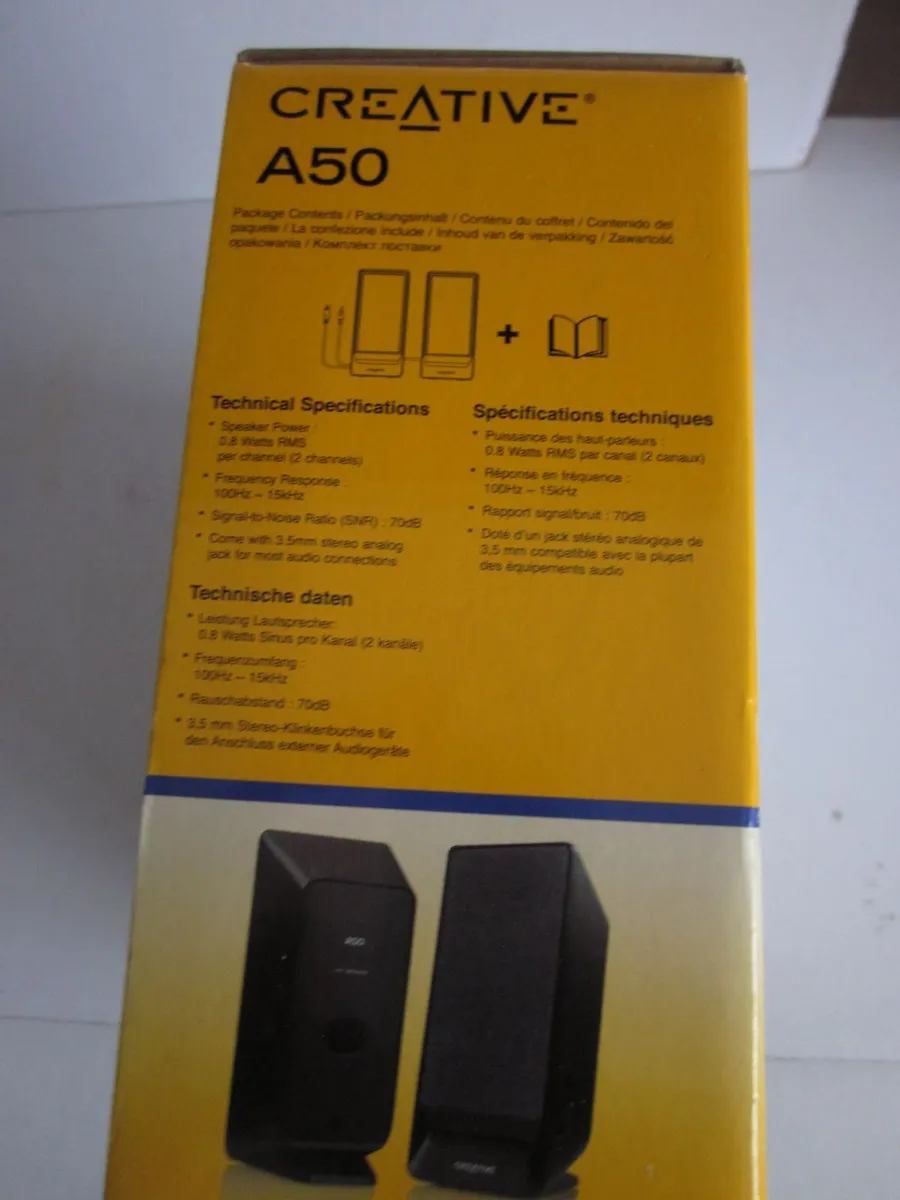 CREATIVE®
A50
Package Contents / Packungsinhalt / Contenu du coffret / Contenido del
paquete / La confezione include / Inhoud van de verpakking / Zawartość
opakowania / Комплект поставки
+
Technical Specifications
• Speaker Power :
0.8 Watts RMS
per channel (2 channels)
• Frequency Response :
100Hz ~ 15kHz
• Signal-to-Noise Ratio (SNR) : 70dB
• Come with 3.5mm stereo analog
jack for most audio connections
Spécifications techniques
• Puissance des haut-parleurs :
0.8 Watts RMS par canal (2 canaux)
• Réponse en fréquence :
100Hz ~ 15kHz
• Rapport signal/bruit : 70dB
• Doté d'un jack stéréo analogique de
3,5 mm compatible avec la plupart
des équipements audio
Technische daten
• Leistung Lautsprecher:
0.8 Watts Sinus pro Kanal (2 kanäle)
• Frequenzumfang :
100Hz ~ 15kHz
• Rauschabstand : 70dB
• 3,5 mm Stereo-Klinkenbuchse für
den Anschluss externer Audiogeräte
A50
CREATIVE